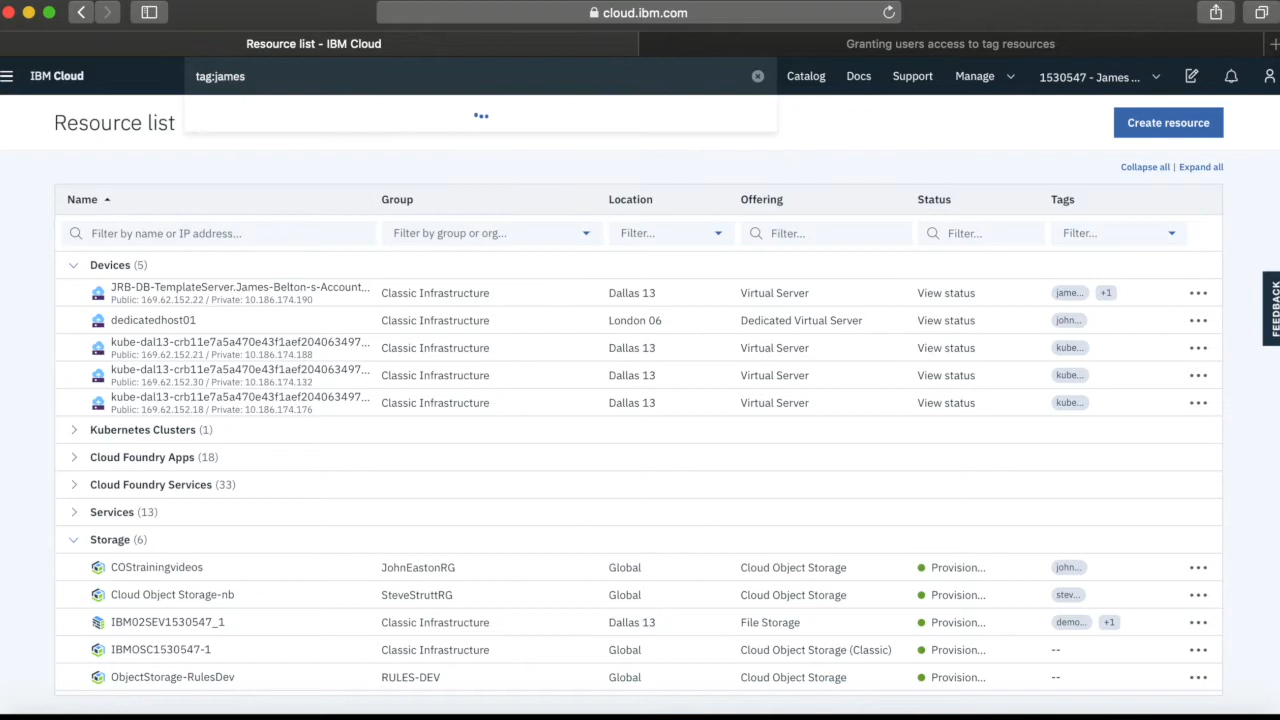 cloud.ibm.com
Resource list - IBM Cloud
Granting users access to tag resources
IBM Cloud
tag:james
Catalog Docs Support Manage 1530547 - James ...
Resource list
Create resource
Collapse all | Expand all
Name Group Location Offering Status Tags
Filter by name or IP address... Filter by group or org... Filter... Filter... Filter... Filter...
FEEDBACK
Devices (5)
JRB-DB-TemplateServer.James-Belton-s-Account... Classic Infrastructure Dallas 13 Virtual Server View status jame... +1
Public: 169.62.152.22 / Private: 10.186.174.190
dedicatedhost01 Classic Infrastructure London 06 Dedicated Virtual Server View status john...
kube-dal13-crb11e7a5a470e43f1aef204063497... Classic Infrastructure Dallas 13 Virtual Server View status kube...
Public: 169.62.152.21 / Private: 10.186.174.188
kube-dal13-crb11e7a5a470e43f1aef204063497... Classic Infrastructure Dallas 13 Virtual Server View status kube...
Public: 169.62.152.30 / Private: 10.186.174.132
kube-dal13-crb11e7a5a470e43f1aef204063497... Classic Infrastructure Dallas 13 Virtual Server View status kube...
Public: 169.62.152.18 / Private: 10.186.174.176
Kubernetes Clusters (1)
Cloud Foundry Apps (18)
Cloud Foundry Services (33)
Services (13)
Storage (6)
COStrainingvideos JohnEastonRG Global Cloud Object Storage Provision... john...
Cloud Object Storage-nb SteveStruttRG Global Cloud Object Storage Provision... stev...
IBM02SEV1530547_1 Classic Infrastructure Dallas 13 File Storage Provision... demo... +1
IBMOSC1530547-1 Classic Infrastructure Global Cloud Object Storage (Classic) Provision... --
ObjectStorage-RulesDev RULES-DEV Global Cloud Object Storage Provision... --